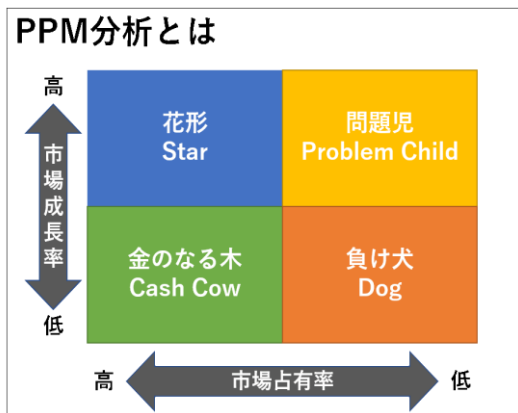 PPM分析とは
高
市場成長率
低
花形
Star
問題児
Problem Child
金のなる木
Cash Cow
負け犬
Dog
高
市場占有率
低